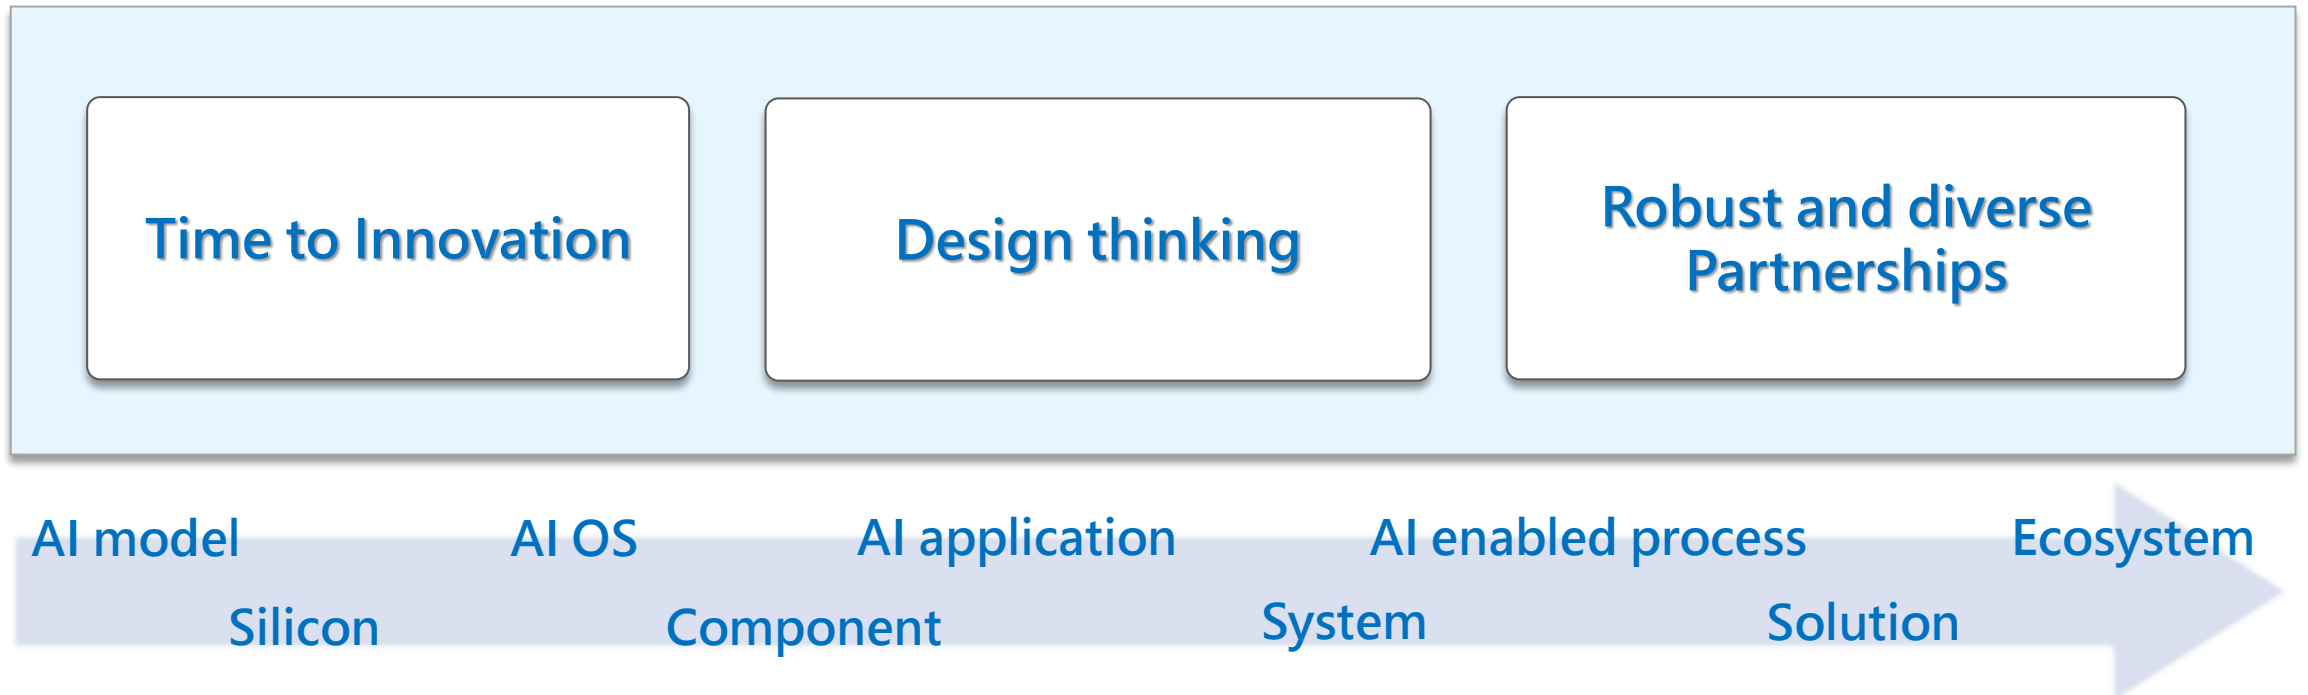 Time to Innovation
Design thinking
Robust and diverse
Partnerships
AI model
AI OS
AI application
AI enabled process
Ecosystem
Silicon
Component
System
Solution